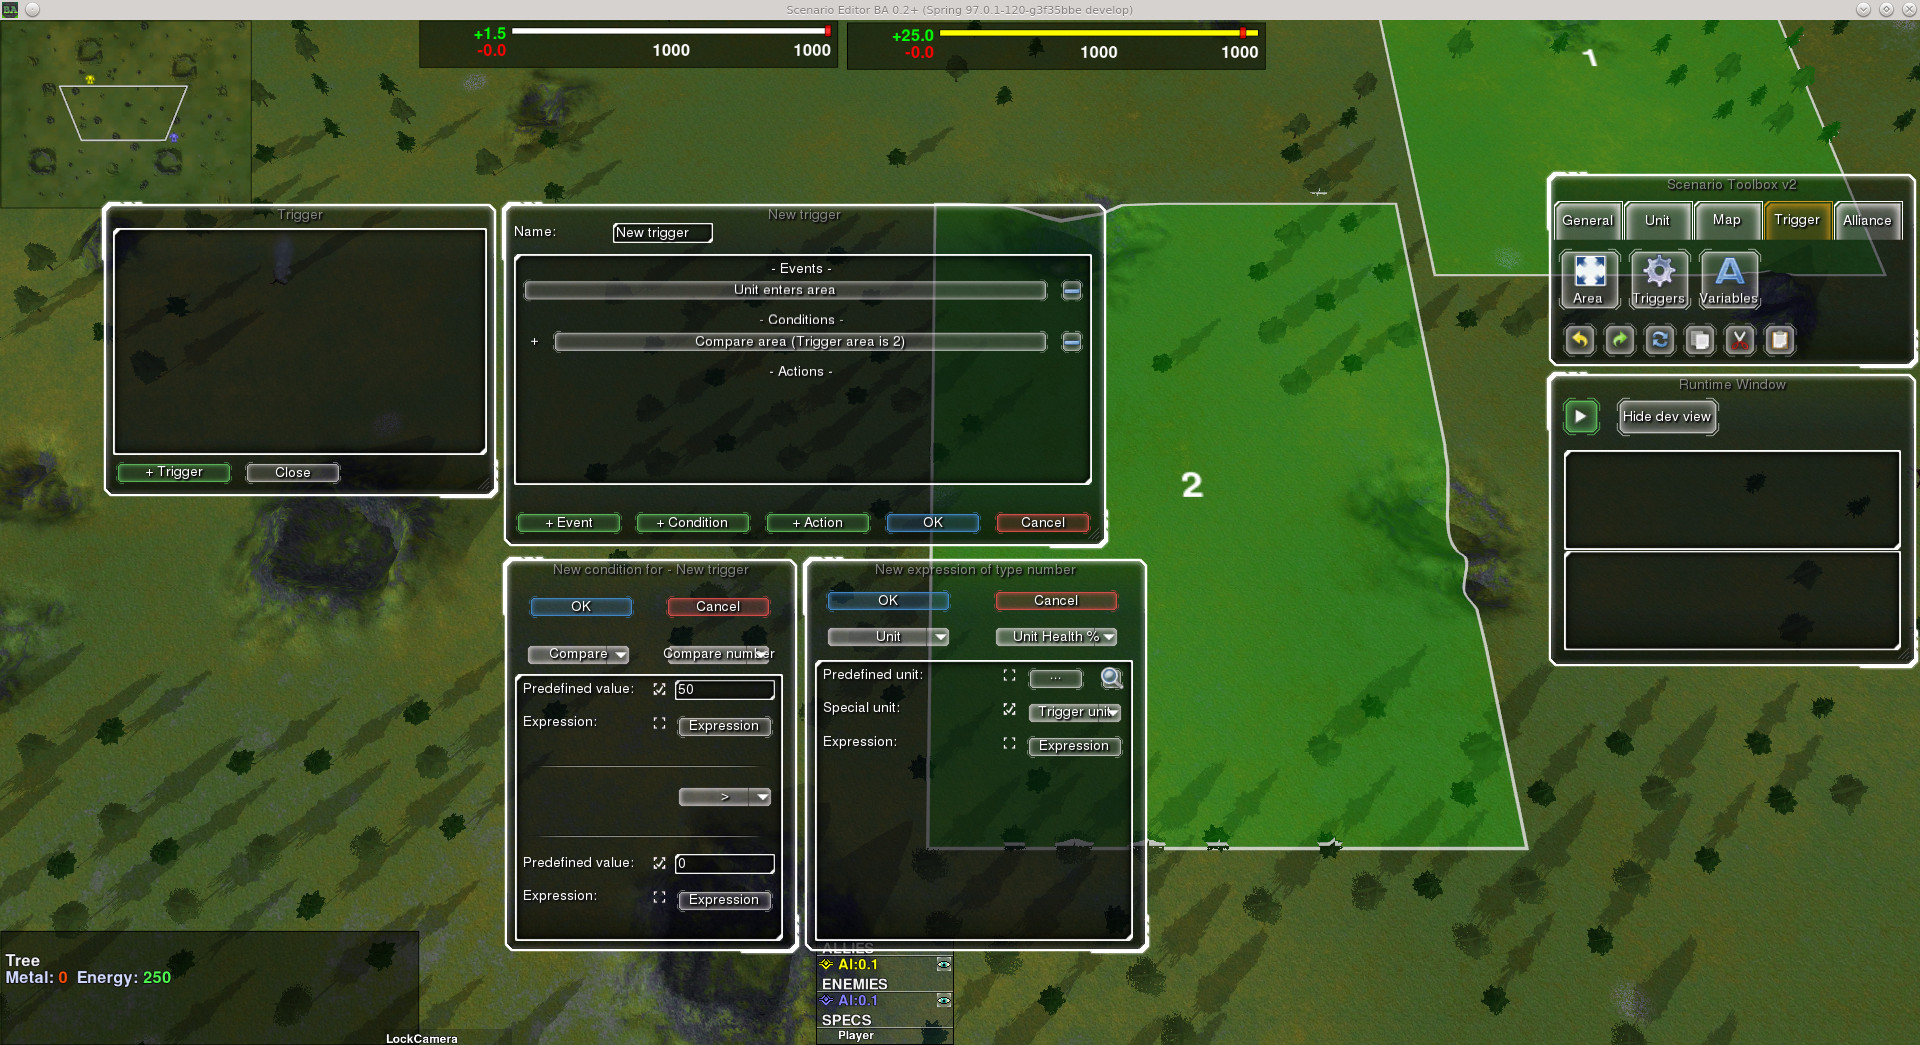 Scenario Editor BA 0.2+ (Spring 97.0.1-120-g3f35bbe develop)
BA
+1.5
-0.0 1000 1000
+25.0
-0.0 1000 1000
1
Trigger
+ Trigger Close
New trigger
Name: New trigger
- Events -
Unit enters area
- Conditions -
+ Compare area (Trigger area is 2)
- Actions -
+ Event + Condition + Action OK Cancel
2
Scenario Toolbox v2
General Unit Map Trigger Alliance
Area Triggers Variables
Runtime Window
Hide dev view
New condition for - New trigger
OK Cancel
Compare Compare number
Predefined value: 50
Expression: Expression
>
Predefined value: 0
Expression: Expression
New expression of type number
OK Cancel
Unit Unit Health %
Predefined unit: ...
Special unit: Trigger unit
Expression: Expression
Tree
Metal: 0 Energy: 250
LockCamera
ALLIES
AI:0.1
ENEMIES
AI:0.1
SPECS
Player